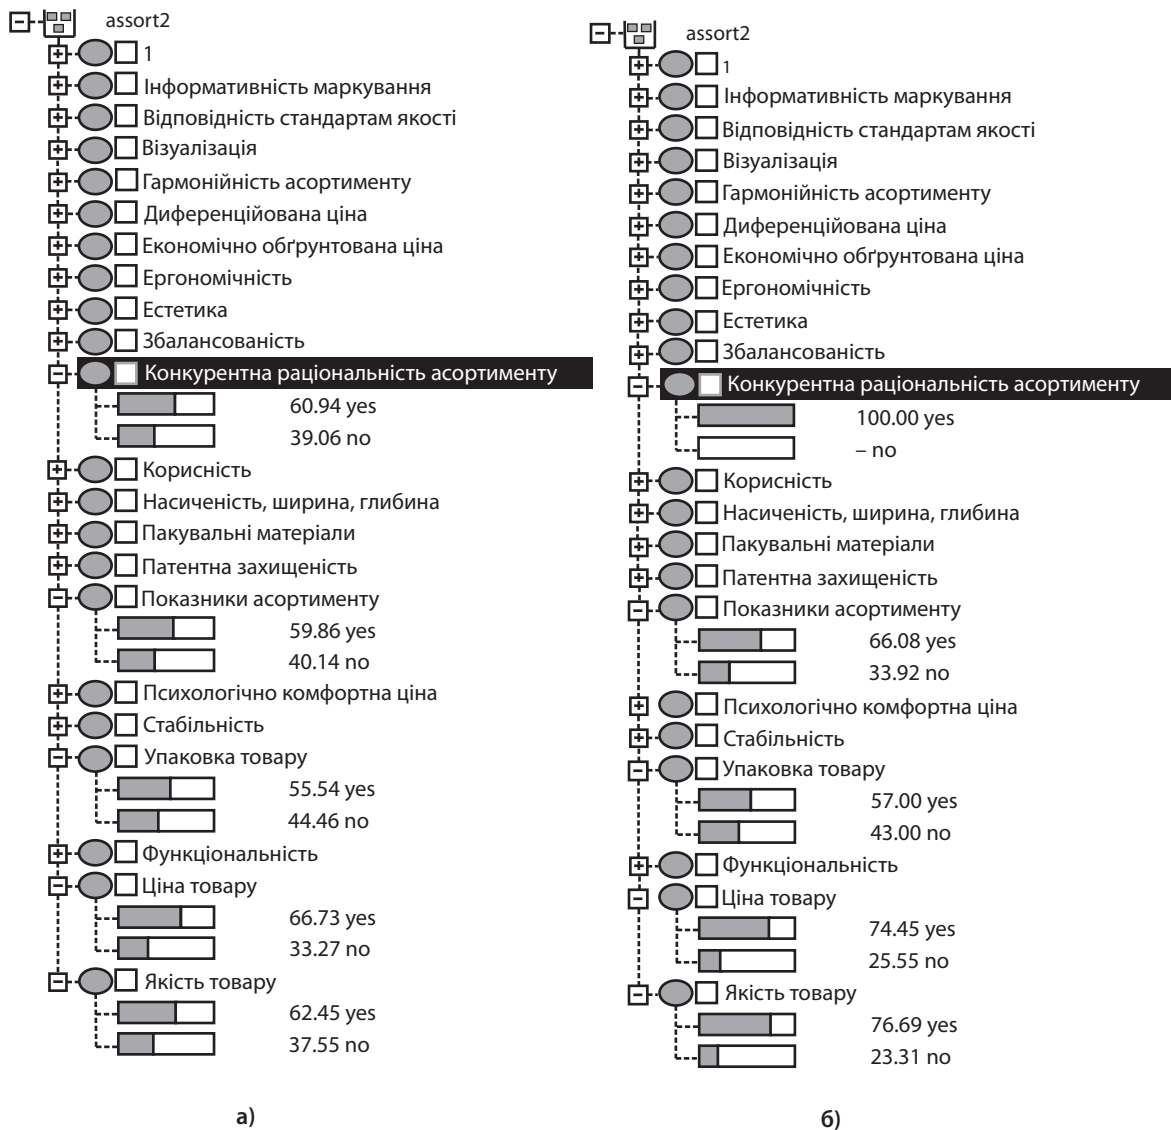 assort2
1
Інформативність маркування
Відповідність стандартам якості
Візуалізація
Гармонійність асортименту
Диференційована ціна
Економічно обґрунтована ціна
Ергономічність
Естетика
Збалансованість
Конкурентна раціональність асортименту
60.94 yes
39.06 no
Корисність
Насиченість, ширина, глибина
Пакувальні матеріали
Патентна захищеність
Показники асортименту
59.86 yes
40.14 no
Психологічно комфортна ціна
Стабільність
Упаковка товару
55.54 yes
44.46 no
Функціональність
Ціна товару
66.73 yes
33.27 no
Якість товару
62.45 yes
37.55 no
а)
assort2
1
Інформативність маркування
Відповідність стандартам якості
Візуалізація
Гармонійність асортименту
Диференційована ціна
Економічно обґрунтована ціна
Ергономічність
Естетика
Збалансованість
Конкурентна раціональність асортименту
100.00 yes
– no
Корисність
Насиченість, ширина, глибина
Пакувальні матеріали
Патентна захищеність
Показники асортименту
66.08 yes
33.92 no
Психологічно комфортна ціна
Стабільність
Упаковка товару
57.00 yes
43.00 no
Функціональність
Ціна товару
74.45 yes
25.55 no
Якість товару
76.69 yes
23.31 no
б)